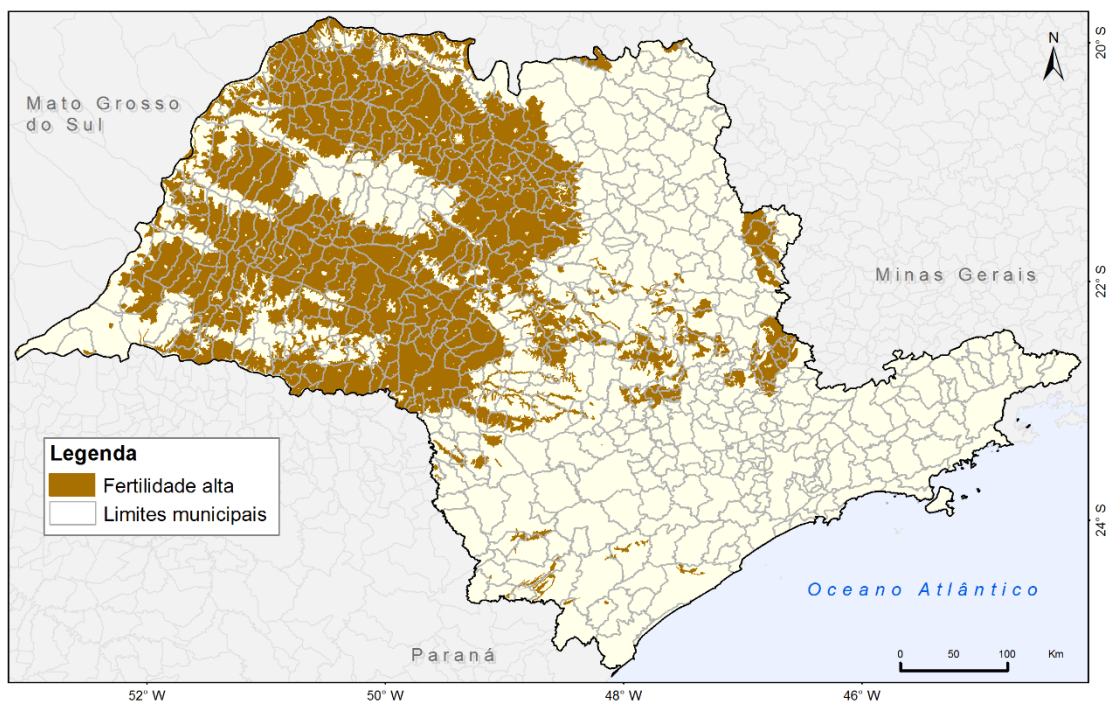 20° S
N
Mato Grosso
do Sul
Minas Gerais
22° S
Legenda
Fertilidade alta
Limites municipais
24° S
Oceano Atlântico
Paraná
0 50 100 Km
52° W 50° W 48° W 46° W